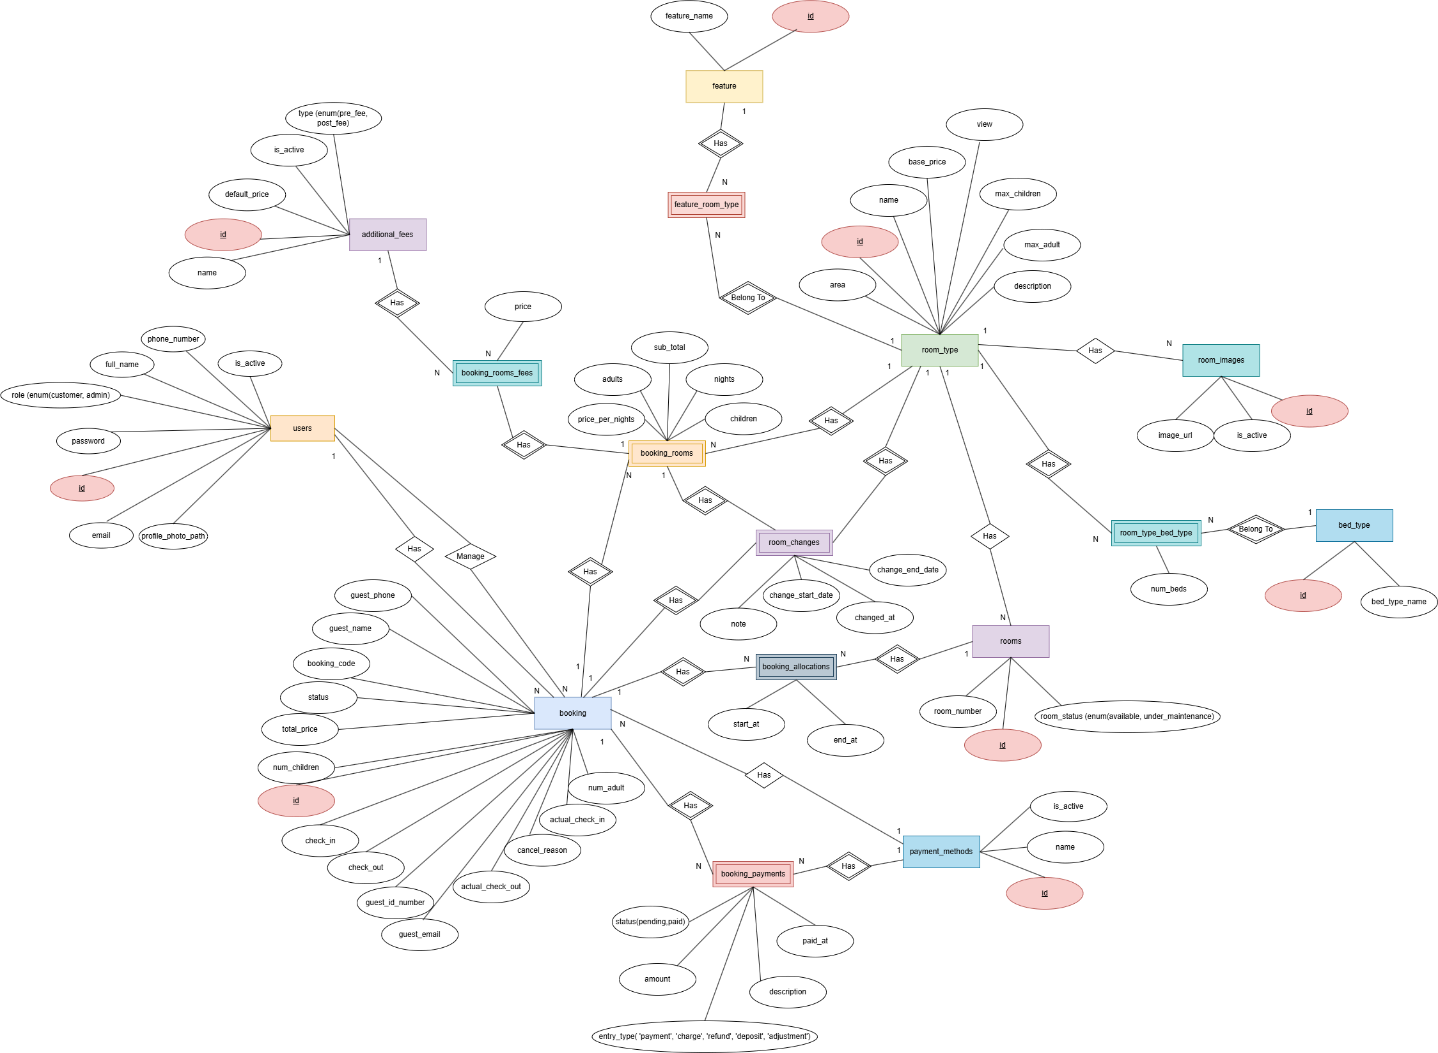 feature_name
id
feature
1
Has
N
feature_room_type
N
Belong To
type (enum(pre_fee,
post_fee)
is_active
default_price
id
name
additional_fees
1
Has
N
price
N
booking_rooms_fees
Has
1
view
base_price
name
max_children
id
max_adult
area
description
1
room_type
1
1
1
1
1
Has
N
room_images
image_url
is_active
id
phone_number
full_name
is_active
role (enum(customer, admin)
password
id
email
profile_photo_path
users
1
Has
Manage
N
N
sub_total
adults
nights
price_per_nights
children
booking_rooms
N
Has
N
1
Has
Has
1
Has
room_changes
change_end_date
change_start_date
note
changed_at
Has
1
Has
N
Has
N
room_type_bed_type
num_beds
N
Belong To
1
bed_type
id
bed_type_name
rooms
1
room_number
id
room_status (enum(available, under_maintenance)
1
Has
N
booking_allocations
N
Has
start_at
end_at
guest_phone
guest_name
booking_code
status
total_price
num_children
id
check_in
check_out
guest_id_number
guest_email
actual_check_out
cancel_reason
actual_check_in
num_adult
booking
1
N
Has
1
Has
N
booking_payments
N
Has
1
payment_methods
is_active
name
id
status(pending,paid)
amount
paid_at
description
entry_type( 'payment', 'charge', 'refund', 'deposit', 'adjustment')